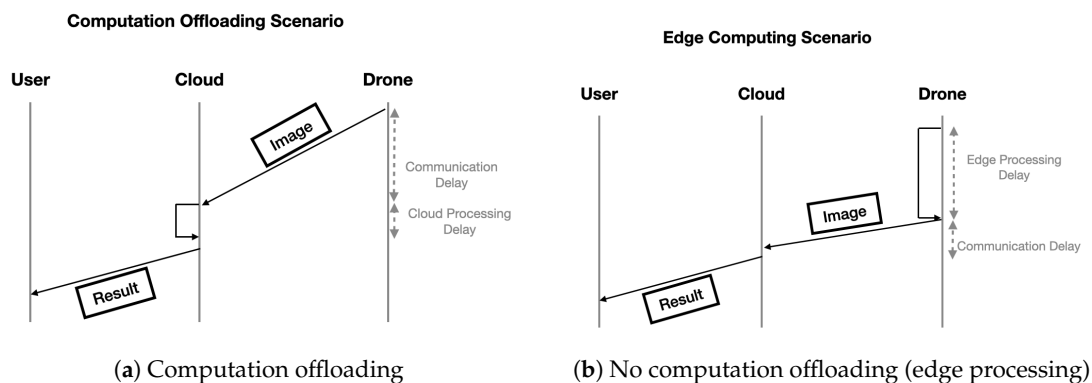 Computation Offloading Scenario
User Cloud Drone
Image
Communication
Delay
Cloud Processing
Delay
Result
(a) Computation offloading
Edge Computing Scenario
User Cloud Drone
Edge Processing
Delay
Image
Communication Delay
Result
(b) No computation offloading (edge processing)